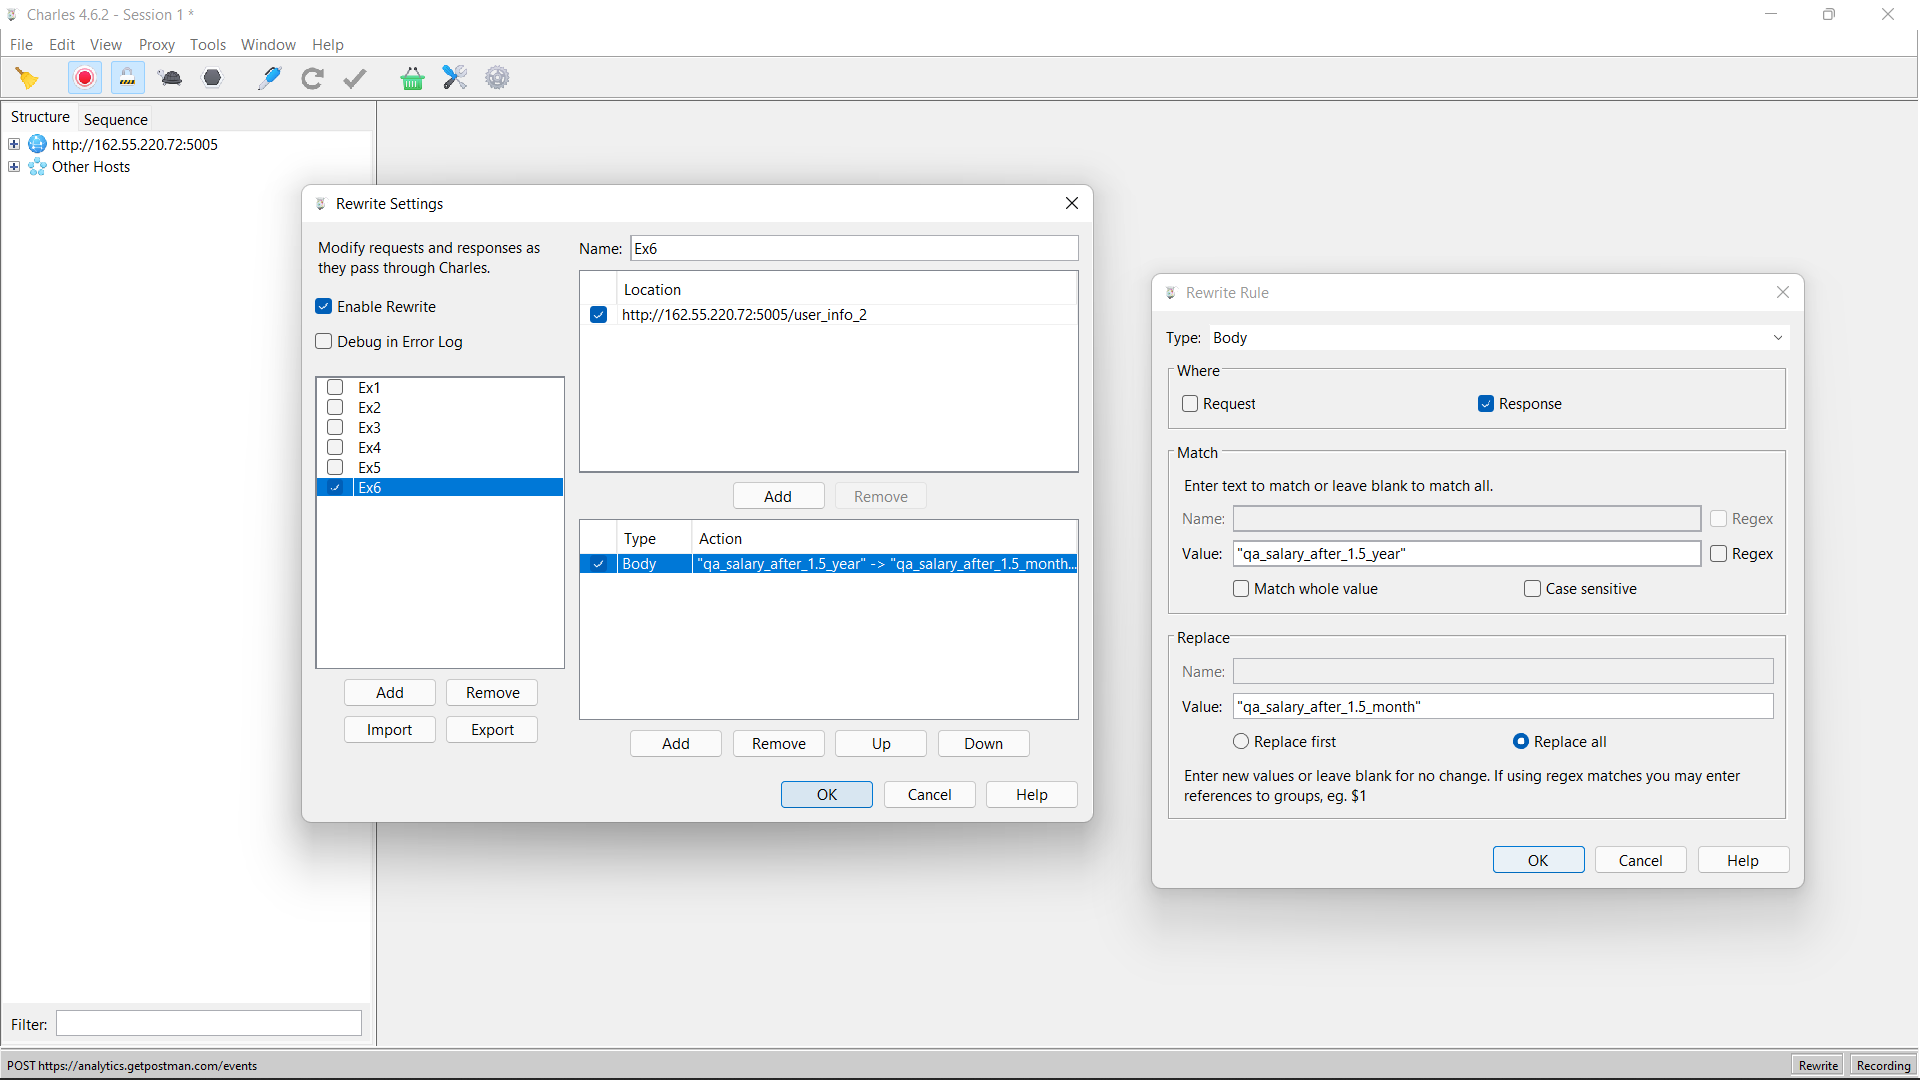 Charles 4.6.2 - Session 1 *
File Edit View Proxy Tools Window Help
Structure Sequence
http://162.55.220.72:5005
Other Hosts
Filter:
POST https://analytics.getpostman.com/events
Rewrite Recording
Rewrite Settings
Modify requests and responses as
they pass through Charles.
Enable Rewrite
Debug in Error Log
Ex1
Ex2
Ex3
Ex4
Ex5
Ex6
Add Remove
Import Export
Name: Ex6
Location
http://162.55.220.72:5005/user_info_2
Add Remove
Type Action
Body "qa_salary_after_1.5_year" -> "qa_salary_after_1.5_month...
Add Remove Up Down
OK Cancel Help
Rewrite Rule
Type: Body
Where
Request Response
Match
Enter text to match or leave blank to match all.
Name: Regex
Value: "qa_salary_after_1.5_year" Regex
Match whole value Case sensitive
Replace
Name:
Value: "qa_salary_after_1.5_month"
Replace first Replace all
Enter new values or leave blank for no change. If using regex matches you may enter
references to groups, eg. $1
OK Cancel Help